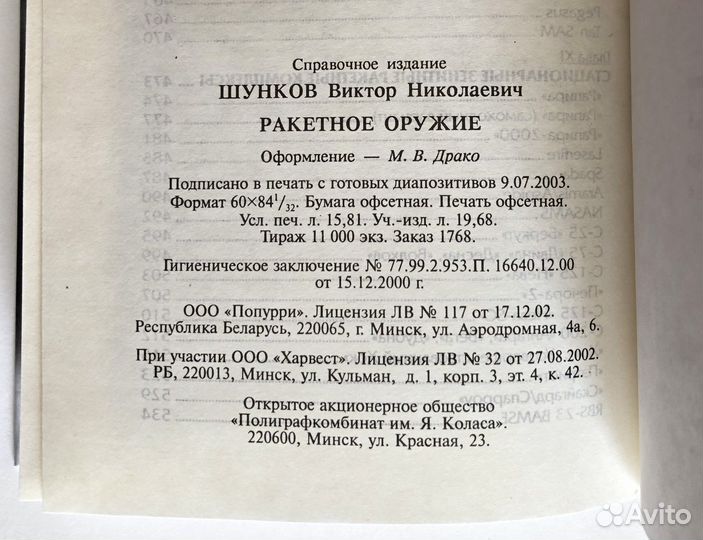 Справочное издание
ШУНКОВ Виктор Николаевич
РАКЕТНОЕ ОРУЖИЕ
Оформление — М. В. Драко
Подписано в печать с готовых диапозитивов 9.07.2003.
Формат 60×84¹/₃₂. Бумага офсетная. Печать офсетная.
Усл. печ. л. 15,81. Уч.-изд. л. 19,68.
Тираж 11 000 экз. Заказ 1768.
Гигиеническое заключение № 77.99.2.953.П. 16640.12.00
от 15.12.2000 г.
ООО «Попурри». Лицензия ЛВ № 117 от 17.12.02.
Республика Беларусь, 220065, г. Минск, ул. Аэродромная, 4а, 6.
При участии ООО «Харвест». Лицензия ЛВ № 32 от 27.08.2002.
РБ, 220013, Минск, ул. Кульман, д. 1, корп. 3, эт. 4, к. 42.
Открытое акционерное общество
«Полиграфкомбинат им. Я. Коласа».
220600, Минск, ул. Красная, 23.
Avito